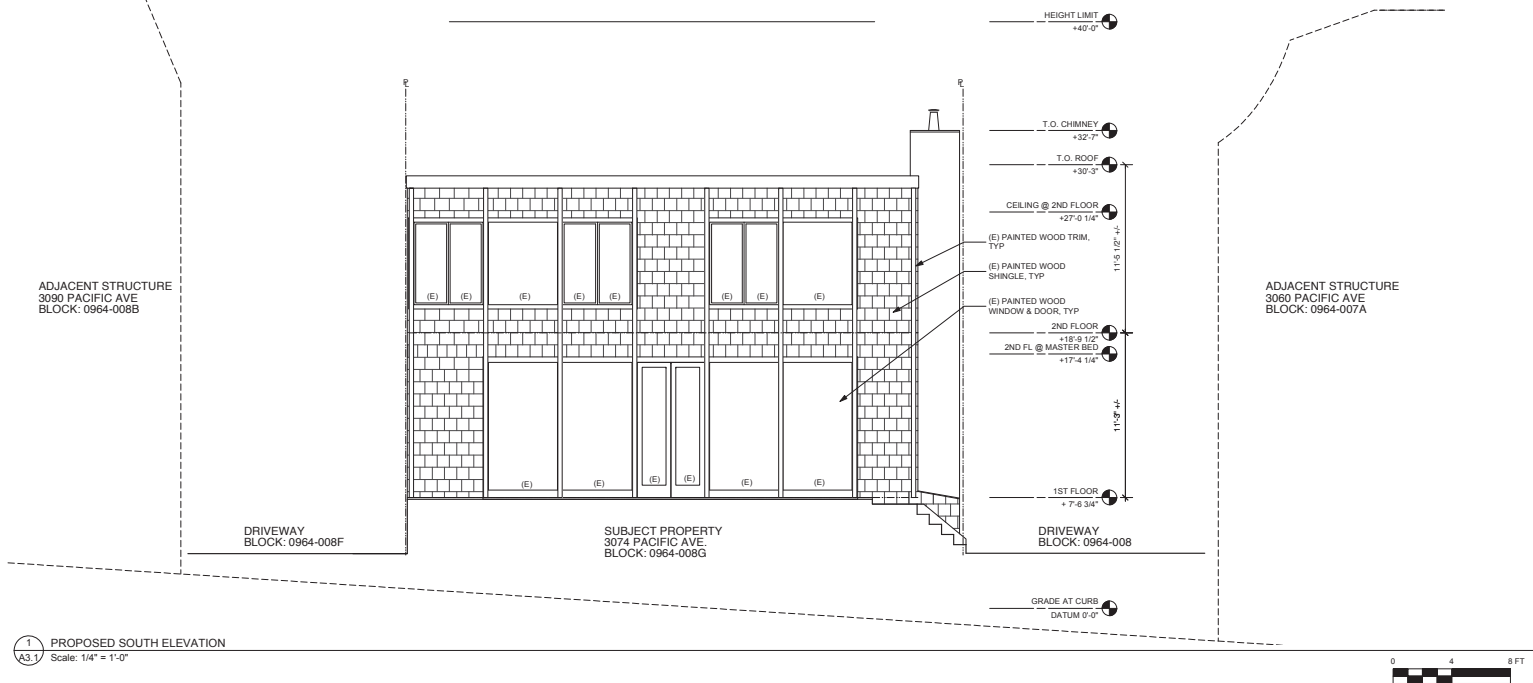 HEIGHT LIMIT
+40'-0"
PL
PL
T.O. CHIMNEY
+32'-7"
T.O. ROOF
+30'-3"
CEILING @ 2ND FLOOR
+27'-0 1/4"
(E) PAINTED WOOD TRIM,
TYP
11'-5 1/2" +/-
(E) PAINTED WOOD
SHINGLE, TYP
ADJACENT STRUCTURE
3090 PACIFIC AVE
BLOCK: 0964-008B
(E) (E) (E) (E) (E) (E) (E) (E)
(E) PAINTED WOOD
WINDOW & DOOR, TYP
ADJACENT STRUCTURE
3060 PACIFIC AVE
BLOCK: 0964-007A
2ND FLOOR
+18'-9 1/2"
2ND FL @ MASTER BED
+17'-4 1/4"
11'-3" +/-
(E) (E) (E) (E) (E) (E)
1ST FLOOR
+ 7'-6 3/4"
DRIVEWAY
BLOCK: 0964-008F
SUBJECT PROPERTY
3074 PACIFIC AVE.
BLOCK: 0964-008G
DRIVEWAY
BLOCK: 0964-008
GRADE AT CURB
DATUM 0'-0"
1
A3.1
PROPOSED SOUTH ELEVATION
Scale: 1/4" = 1'-0"
0 4 8 FT